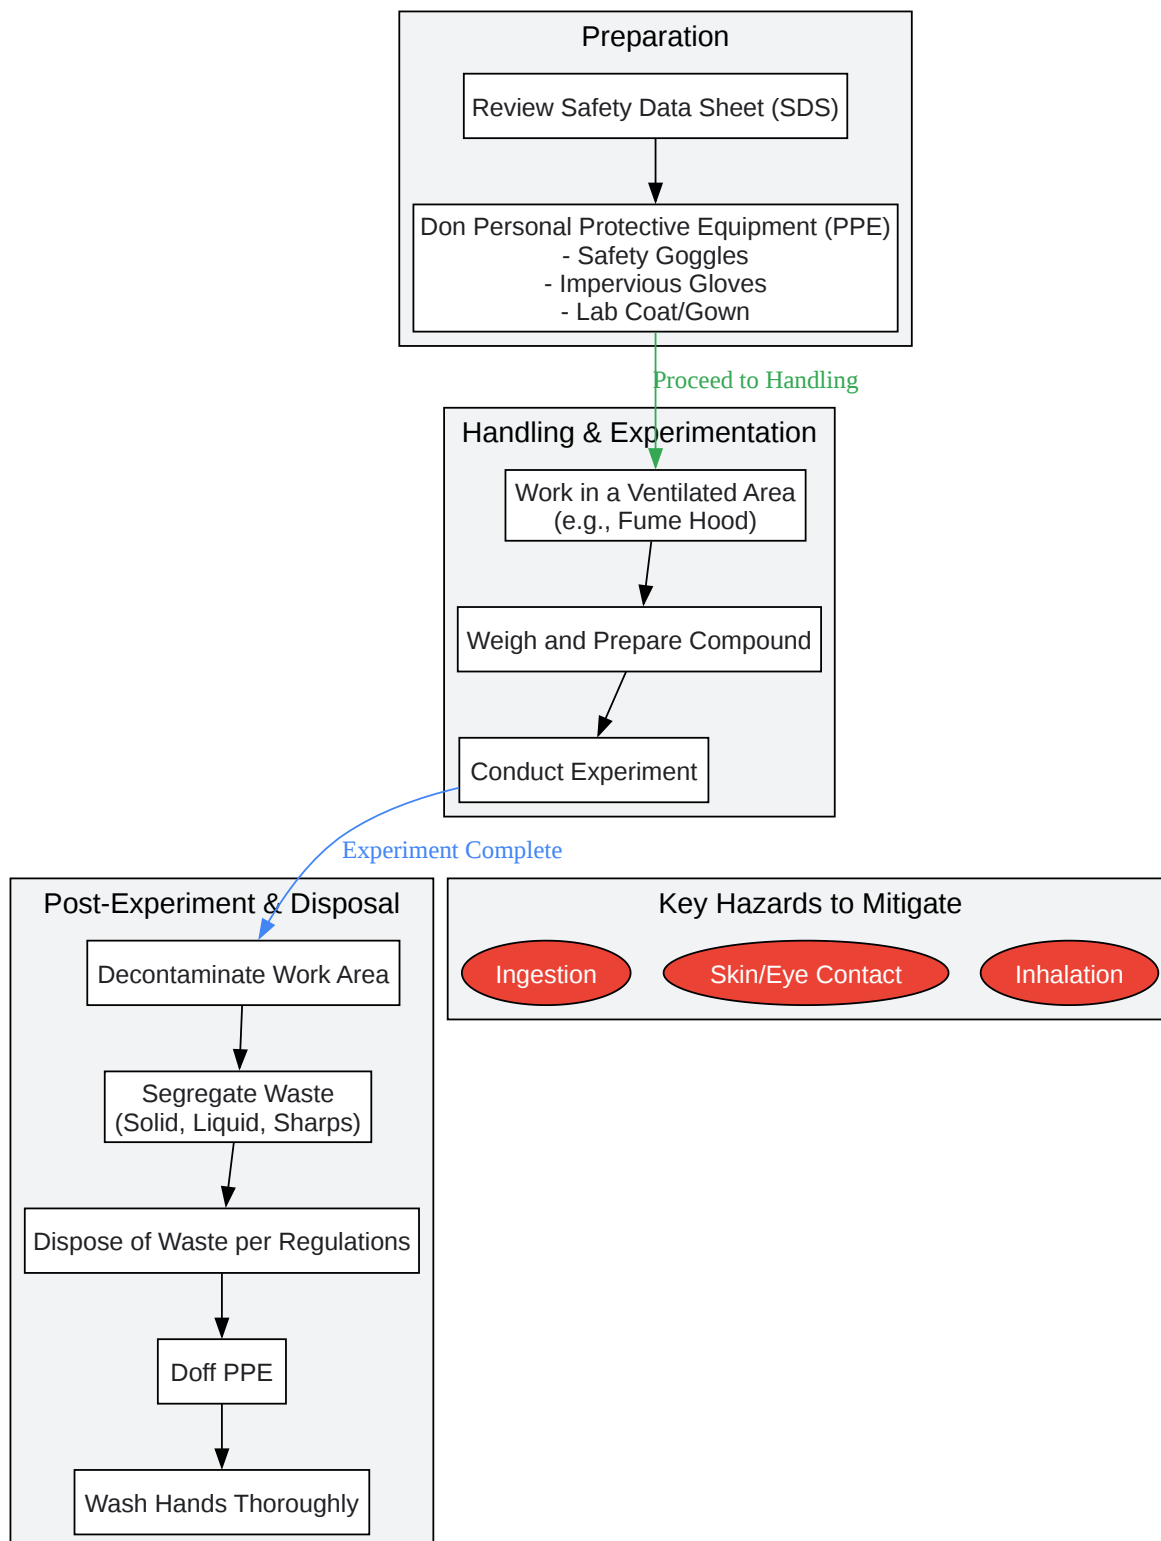 Preparation
Review Safety Data Sheet (SDS)
Don Personal Protective Equipment (PPE)
- Safety Goggles
- Impervious Gloves
- Lab Coat/Gown
Proceed to Handling
Handling & Experimentation
Work in a Ventilated Area
(e.g., Fume Hood)
Weigh and Prepare Compound
Conduct Experiment
Experiment Complete
Post-Experiment & Disposal
Decontaminate Work Area
Segregate Waste
(Solid, Liquid, Sharps)
Dispose of Waste per Regulations
Doff PPE
Wash Hands Thoroughly
Key Hazards to Mitigate
Ingestion
Skin/Eye Contact
Inhalation